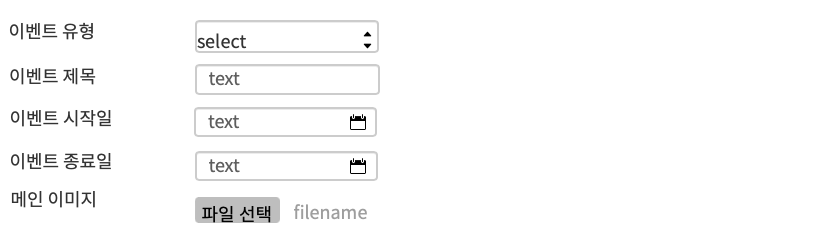 이벤트 유형 select
이벤트 제목 text
이벤트 시작일 text
이벤트 종료일 text
메인 이미지 파일 선택 filename